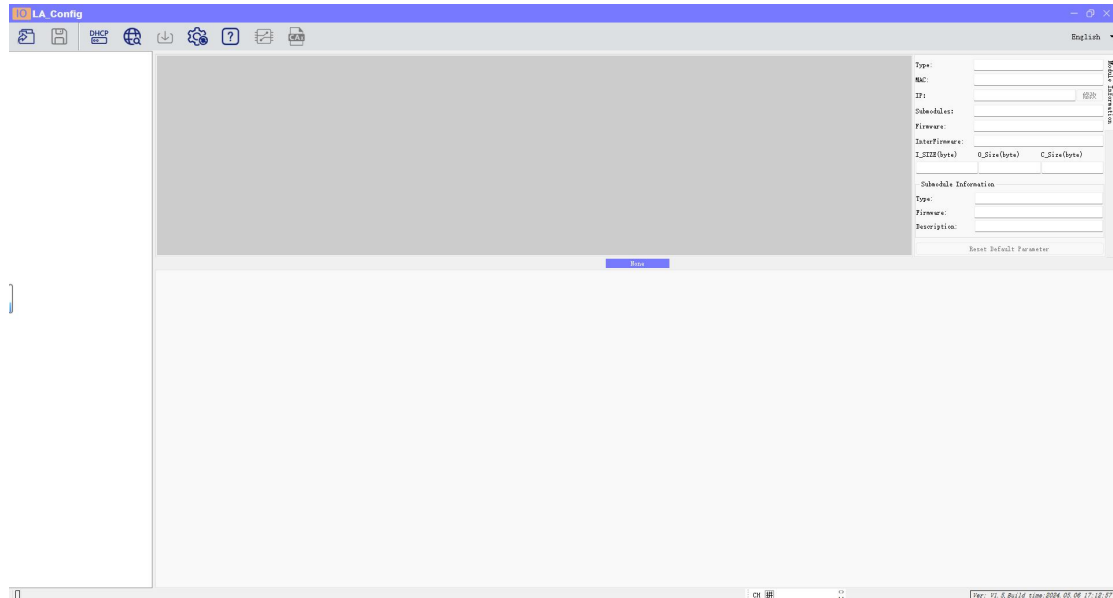 IO LA_Config
DHCP
?
CAV
English
Module Information
Type:
MAC:
IP: 修改
Submodules:
Firmware:
InterFirmware:
I_SIZE(byte) O_Size(byte) C_Size(byte)
Submodule Information
Type:
Firmware:
Description:
Reset Default Parameter
None
CH 拼
Ver: V1.5,Build time:2024.05.06 17:12:57